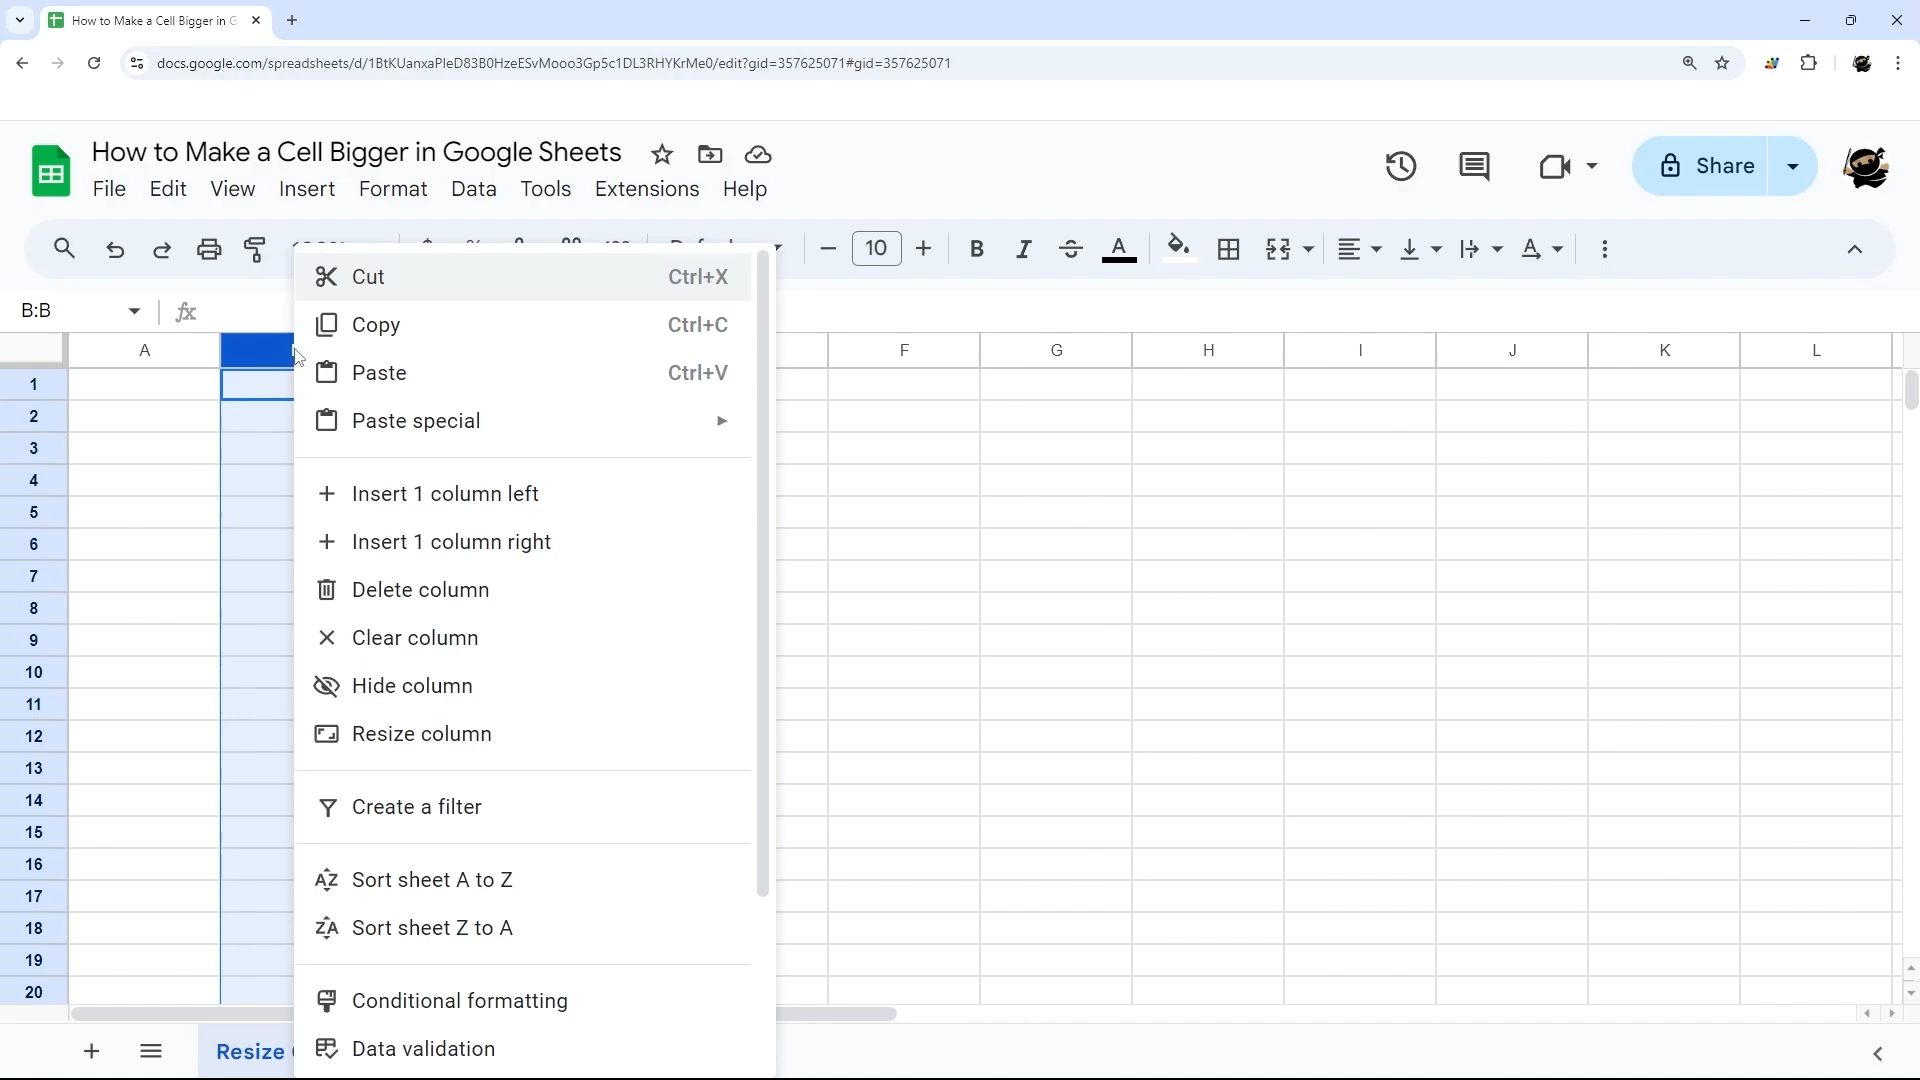 How to Make a Cell Bigger in G
docs.google.com/spreadsheets/d/1BtKUanxaPleD83B0HzeESvMooo3Gp5c1DL3RHYKrMe0/edit?gid=357625071#gid=357625071
How to Make a Cell Bigger in Google Sheets
File Edit View Insert Format Data Tools Extensions Help
Share
10
B:B
A F G H I J K L
Cut Ctrl+X
Copy Ctrl+C
Paste Ctrl+V
Paste special
Insert 1 column left
Insert 1 column right
Delete column
Clear column
Hide column
Resize column
Create a filter
Sort sheet A to Z
Sort sheet Z to A
Conditional formatting
Data validation
1
2
3
4
5
6
7
8
9
10
11
12
13
14
15
16
17
18
19
20
Resize